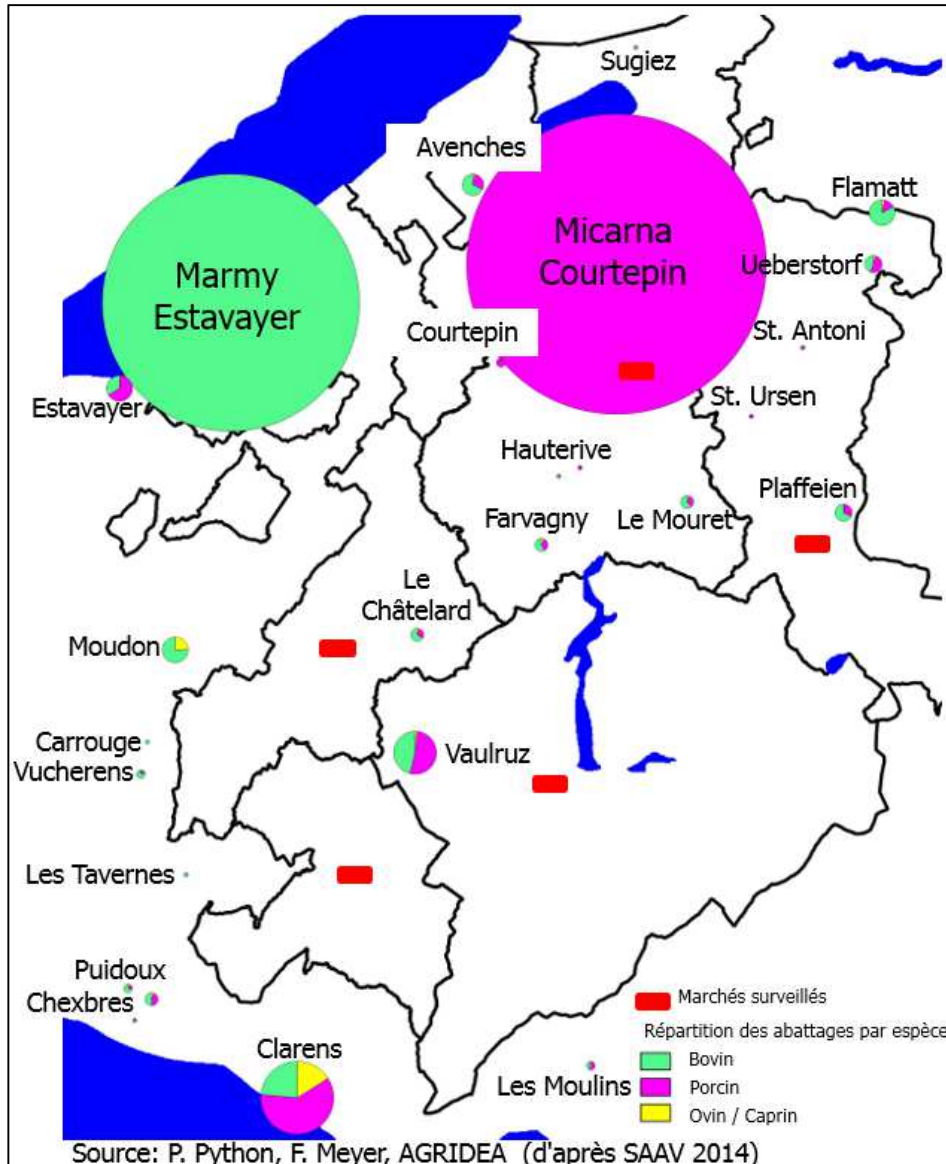 Sugiez
Avenches
Flamatt
Micarna
Courtepin
Marmy
Estavayer
Ueberstorf
Courtepin
St. Antoni
Estavayer
St. Ursen
Hauterive
Plaffeien
Farvagny
Le Mouret
Le
Châtelard
Moudon
Carrouge
Vucherens
Vaulruz
Les Tavernes
Puidoux
Chexbres
Clarens
Les Moulins
Marchés surveillés
Répartition des abattages par espèce
Bovin
Porcin
Ovin / Caprin
Source: P. Python, F. Meyer, AGRIDEA (d'après SAAV 2014)